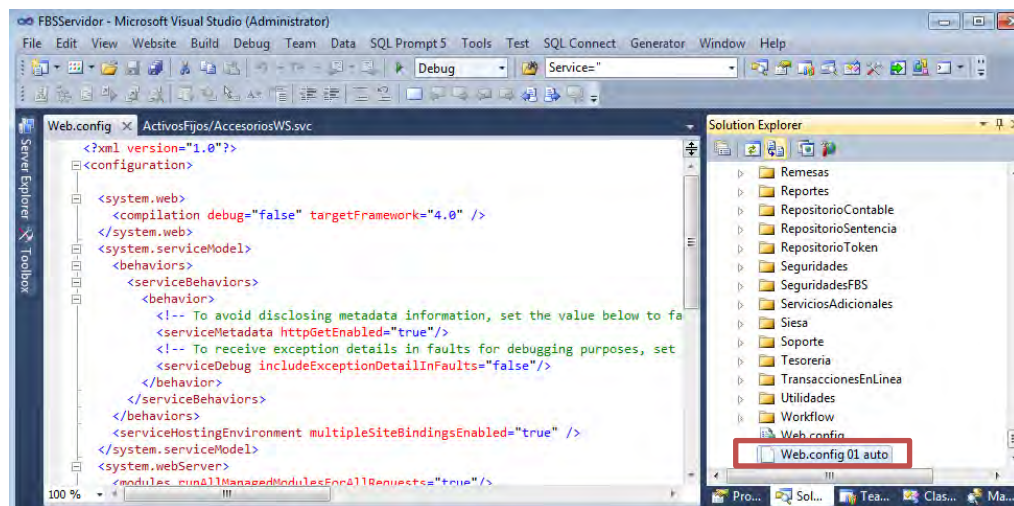 FBSServidor - Microsoft Visual Studio (Administrator)
File Edit View Website Build Debug Team Data SQL Prompt 5 Tools Test SQL Connect Generator Window Help
Debug Service="
Web.config ActivosFijos/AccesoriosWS.svc
Solution Explorer
Server Explorer
Toolbox
<?xml version="1.0"?>
<configuration>
<system.web>
<compilation debug="false" targetFramework="4.0" />
</system.web>
<system.serviceModel>
<behaviors>
<serviceBehaviors>
<behavior>
<!-- To avoid disclosing metadata information, set the value below to fa
<serviceMetadata httpGetEnabled="true"/>
<!-- To receive exception details in faults for debugging purposes, set
<serviceDebug includeExceptionDetailInFaults="false"/>
</behavior>
</serviceBehaviors>
</behaviors>
<serviceHostingEnvironment multipleSiteBindingsEnabled="true" />
</system.serviceModel>
<system.webServer>
<modules runAllManagedModulesForAllRequests="true"/>
100 %
Remesas
Reportes
RepositorioContable
RepositorioSentencia
RepositorioToken
Seguridades
SeguridadesFBS
ServiciosAdicionales
Siesa
Soporte
Tesoreria
TransaccionesEnLinea
Utilidades
Workflow
Web.config
Web.config 01 auto
Pro... Sol... Tea... Clas... Ma...